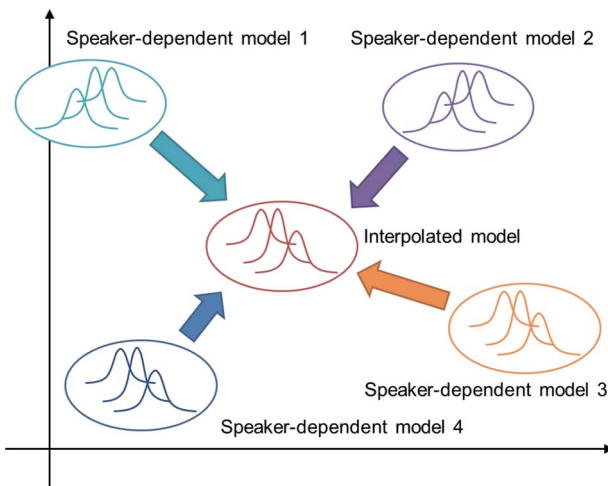 Speaker-dependent model 1
Speaker-dependent model 2
Interpolated model
Speaker-dependent model 3
Speaker-dependent model 4